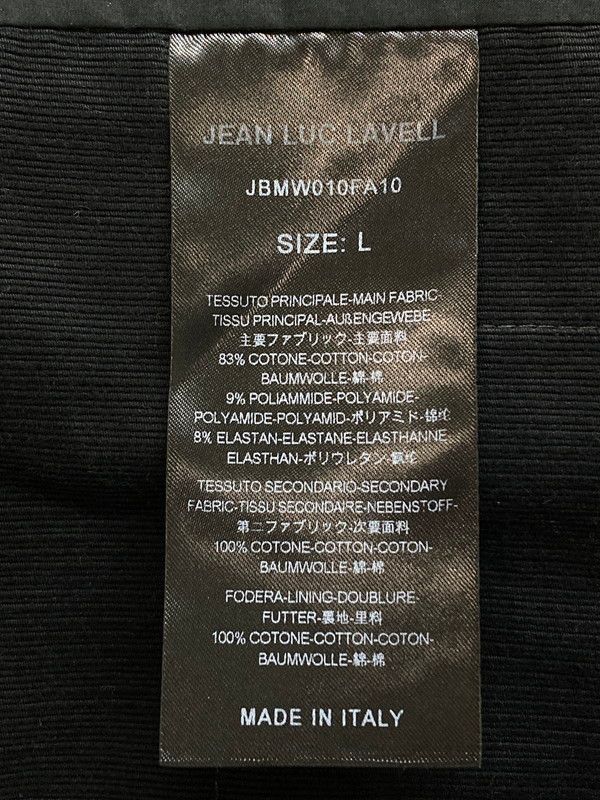 JEAN LUC LAVELL
JBMW010FA10
SIZE: L
TESSUTO PRINCIPALE-MAIN FABRIC-
TISSU PRINCIPAL-AUßENGEWEBE
主要ファブリック-主要面料
83% COTONE-COTTON-COTON-
BAUMWOLLE-綿-棉
9% POLIAMMIDE-POLYAMIDE-
POLYAMIDE-POLYAMID-ポリアミド-锦纶
8% ELASTAN-ELASTANE-ELASTHANNE
ELASTHAN-ポリウレタン-氨纶
TESSUTO SECONDARIO-SECONDARY
FABRIC-TISSU SECONDAIRE-NEBENSTOFF-
第二ファブリック-次要面料
100% COTONE-COTTON-COTON-
BAUMWOLLE-綿-棉
FODERA-LINING-DOUBLURE-
FUTTER-裏地-里料
100% COTONE-COTTON-COTON-
BAUMWOLLE-綿-棉
MADE IN ITALY